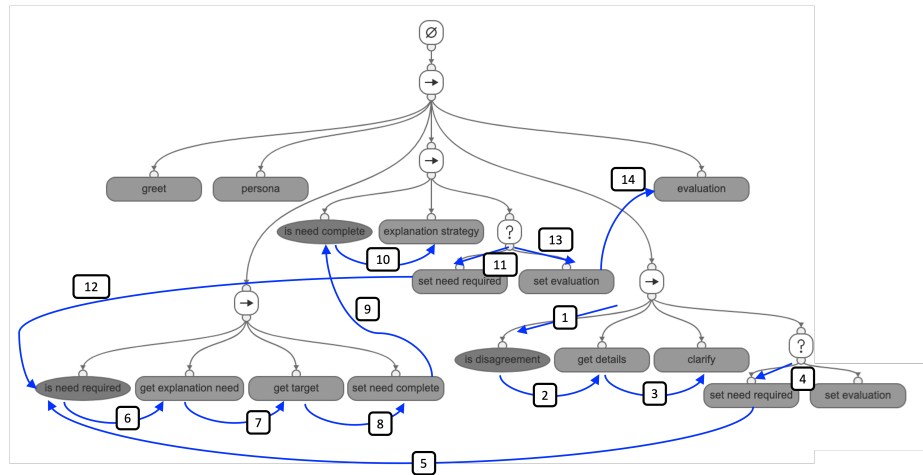 ∅
→
→
greet
persona
14
evaluation
is need complete
explanation strategy
?
13
10
11
set need required
set evaluation
→
12
→
9
1
?
is disagreement
get details
clarify
is need required
get explanation need
get target
set need complete
4
2
3
set need required
set evaluation
6
7
8
5